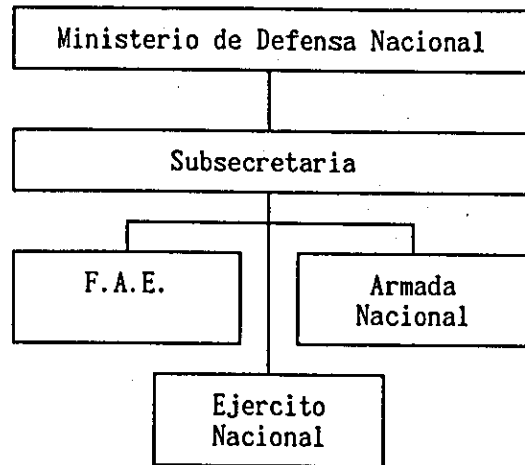 Ministerio de Defensa Nacional
Subsecretaria
F.A.E.
Armada
Nacional
Ejercito
Nacional